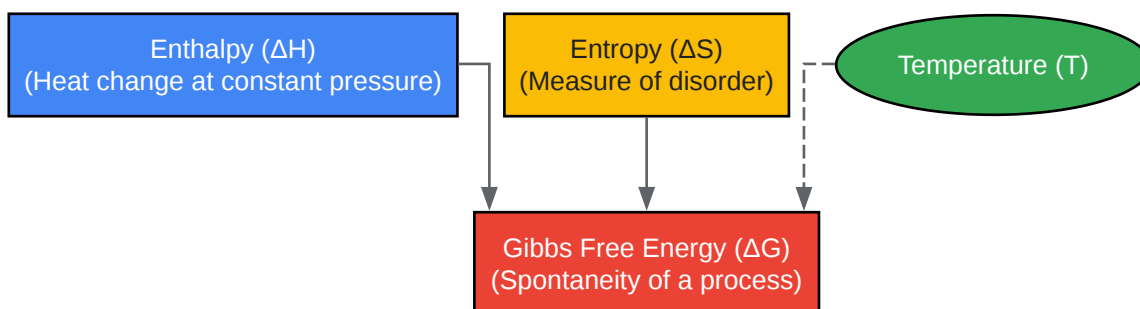 Enthalpy (ΔH)
(Heat change at constant pressure)
Entropy (ΔS)
(Measure of disorder)
Temperature (T)
Gibbs Free Energy (ΔG)
(Spontaneity of a process)